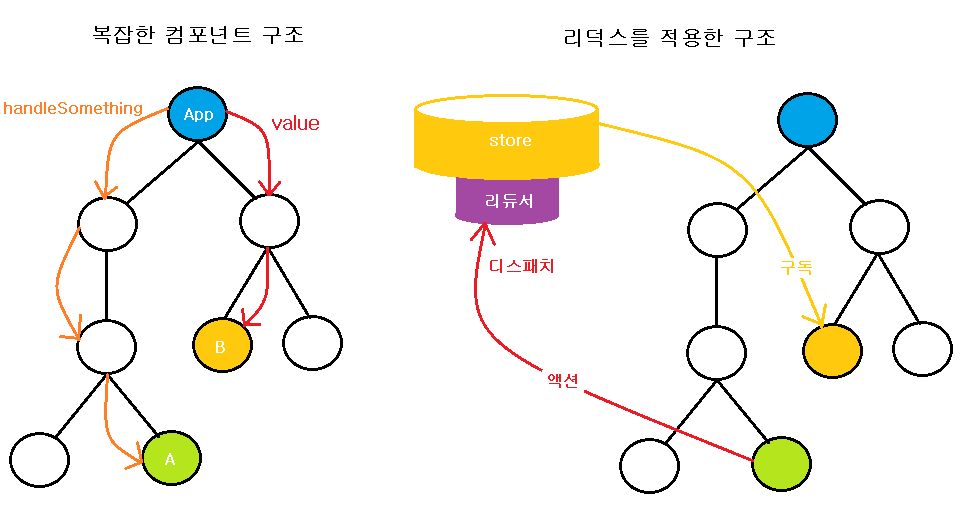 복잡한 컴포넌트 구조
handleSomething
App
value
B
A
리덕스를 적용한 구조
store
리듀서
디스패치
구독
액션